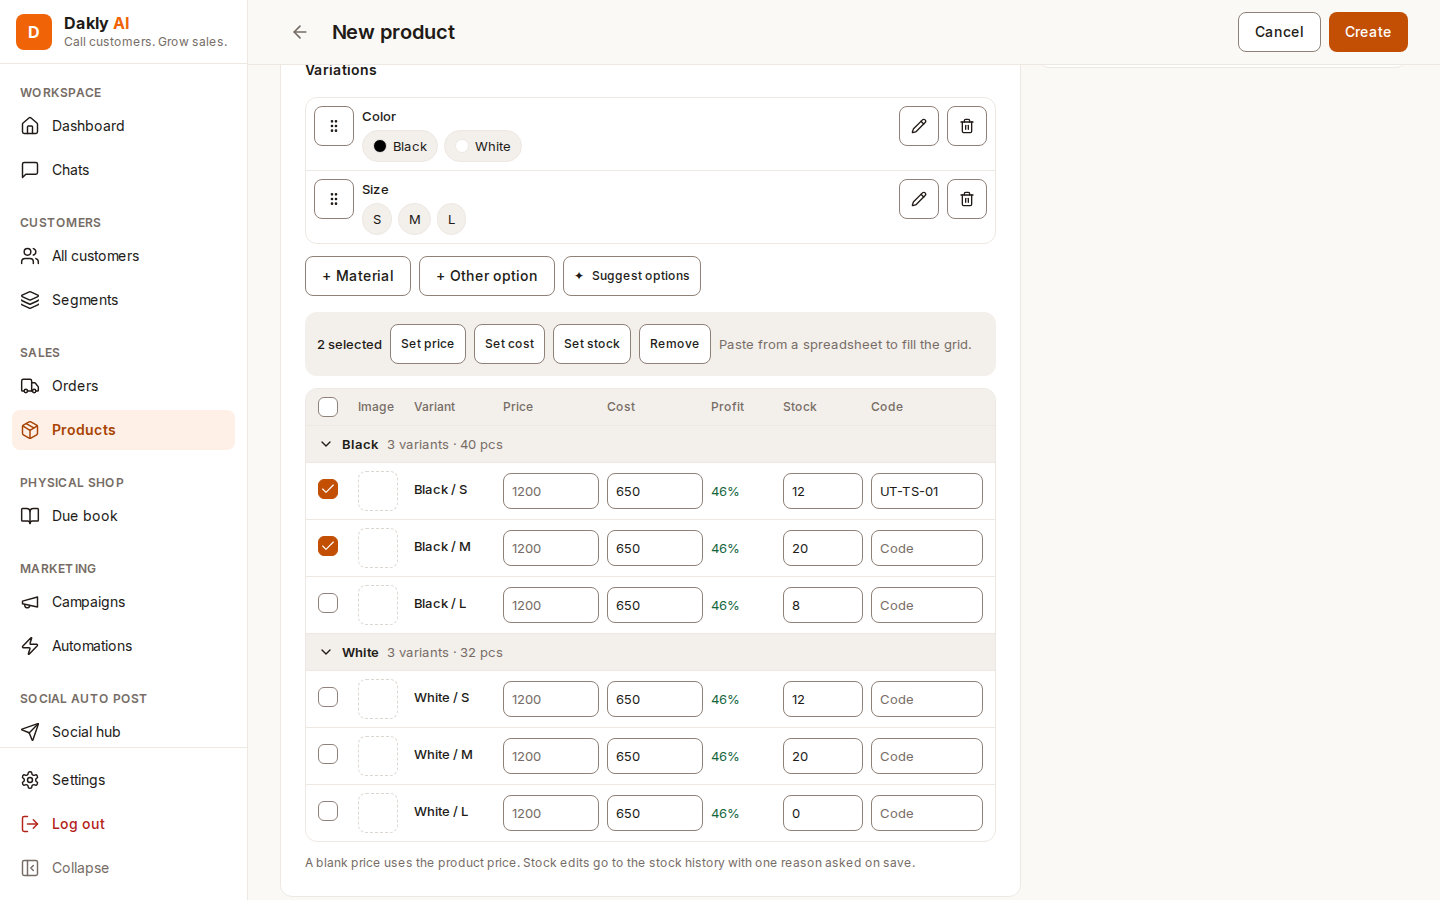 D
Dakly AI
Call customers. Grow sales.
New product
Cancel
Create
WORKSPACE
Dashboard
Chats
CUSTOMERS
All customers
Segments
SALES
Orders
Products
PHYSICAL SHOP
Due book
MARKETING
Campaigns
Automations
SOCIAL AUTO POST
Social hub
Settings
Log out
Collapse
Variations
Color
Black White
Size
S M L
+ Material + Other option ✦ Suggest options
2 selected Set price Set cost Set stock Remove Paste from a spreadsheet to fill the grid.
Image Variant Price Cost Profit Stock Code
Black 3 variants · 40 pcs
Black / S 1200 650 46% 12 UT-TS-01
Black / M 1200 650 46% 20 Code
Black / L 1200 650 46% 8 Code
White 3 variants · 32 pcs
White / S 1200 650 46% 12 Code
White / M 1200 650 46% 20 Code
White / L 1200 650 46% 0 Code
A blank price uses the product price. Stock edits go to the stock history with one reason asked on save.